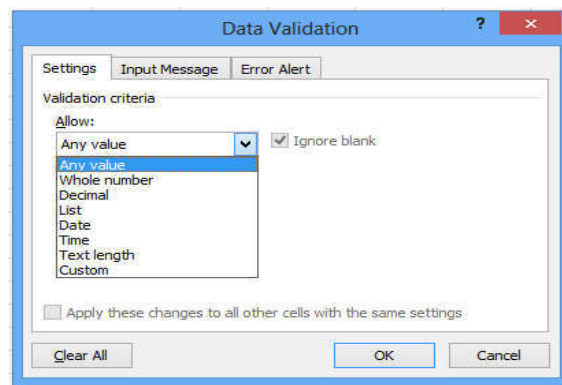 Data Validation ? ×
Settings Input Message Error Alert
Validation criteria
Allow:
Any value Ignore blank
Any value
Whole number
Decimal
List
Date
Time
Text length
Custom
Apply these changes to all other cells with the same settings
Clear All OK Cancel